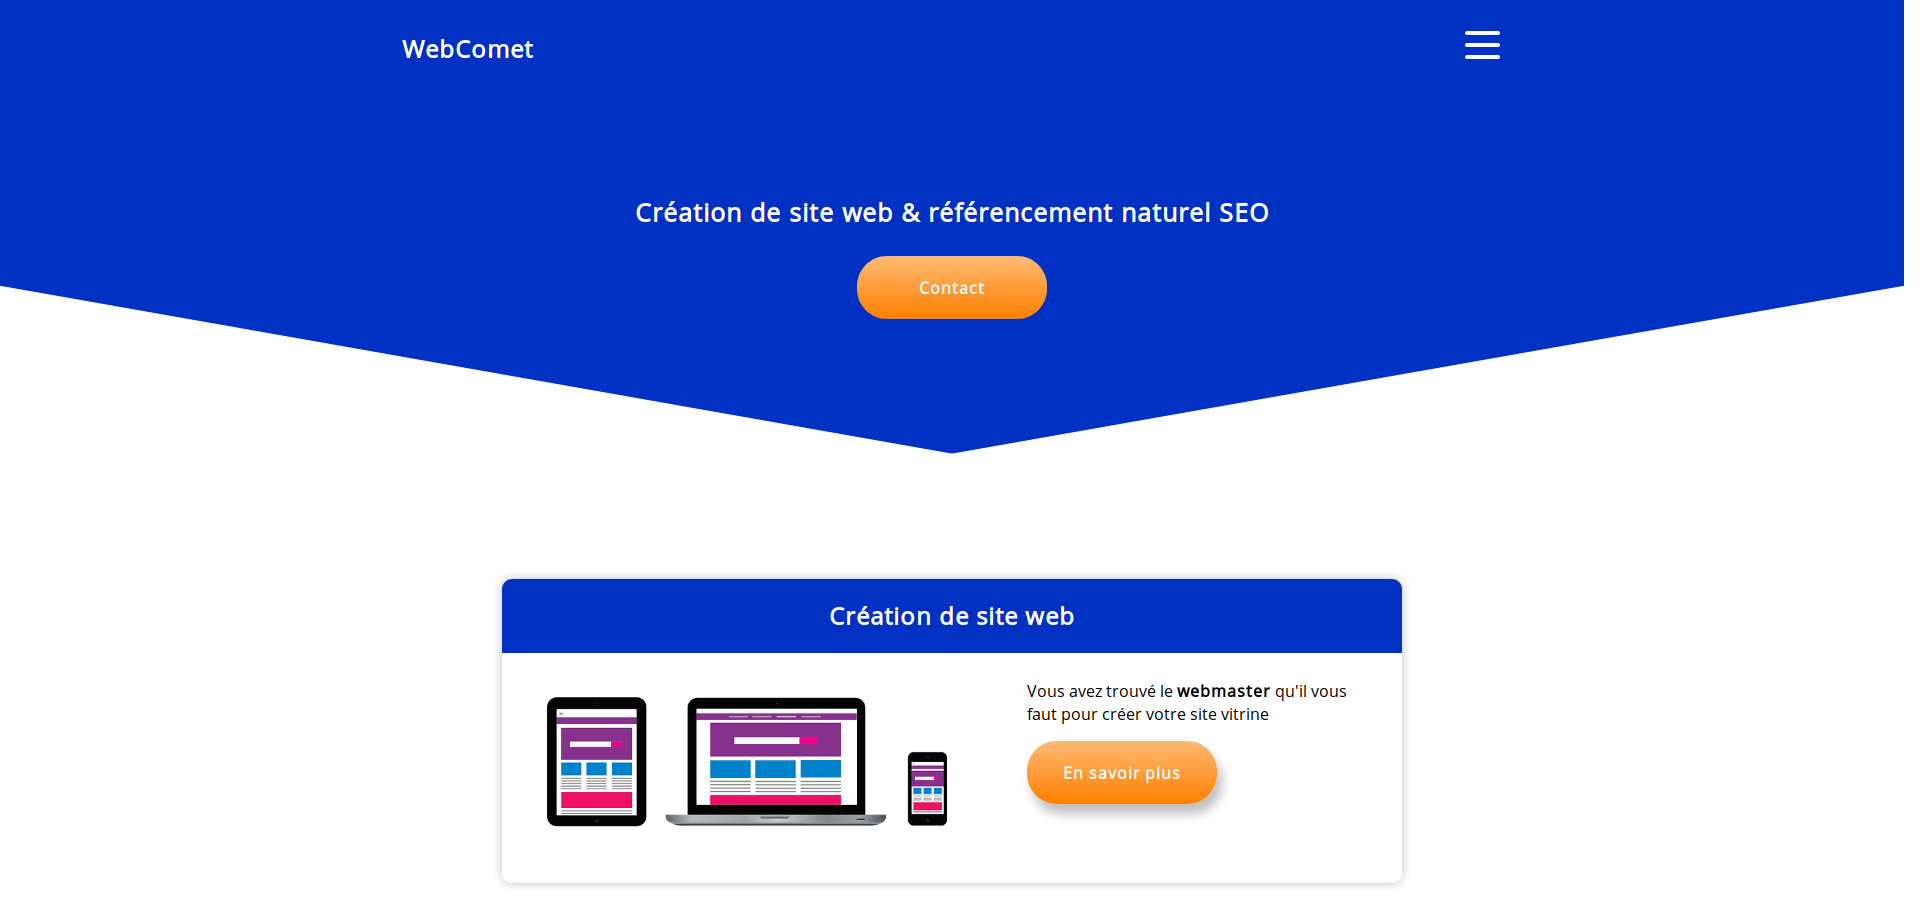 WebComet
Création de site web & référencement naturel SEO
Contact
Création de site web
Vous avez trouvé le webmaster qu'il vous
faut pour créer votre site vitrine
En savoir plus